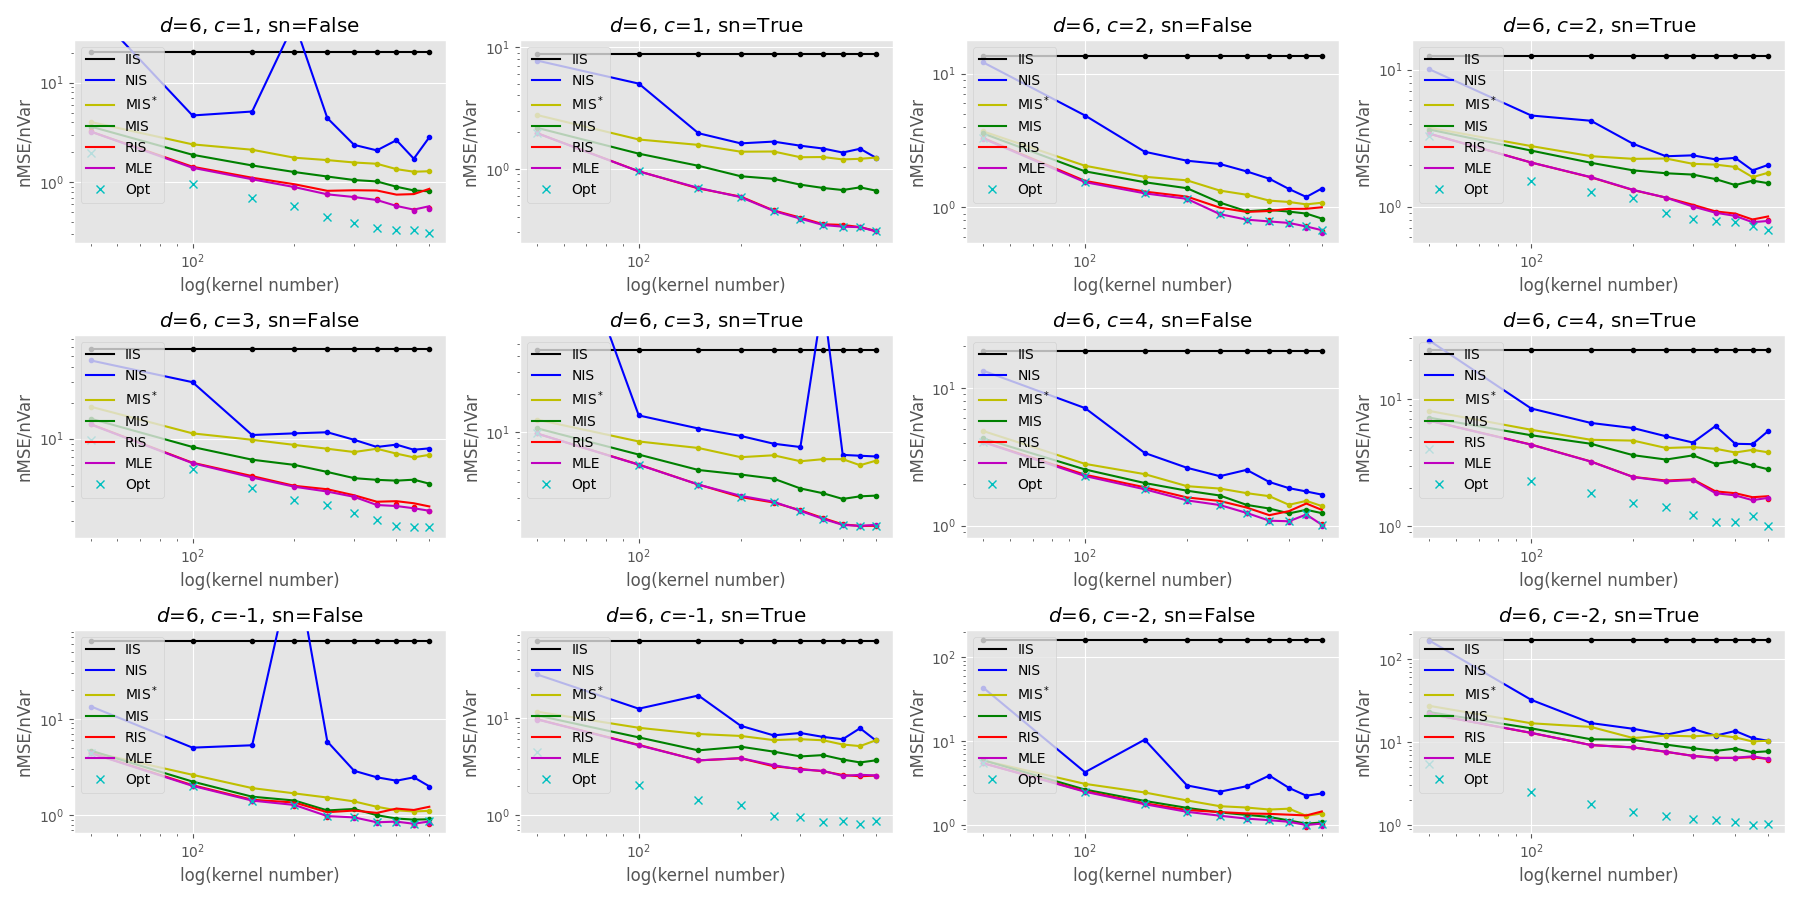 d=6, c=1, sn=False
nMSE/nVar
10^1
10^0
IIS
NIS
MIS*
MIS
RIS
MLE
Opt
10^2
log(kernel number)
d=6, c=1, sn=True
nMSE/nVar
10^1
10^0
IIS
NIS
MIS*
MIS
RIS
MLE
Opt
10^2
log(kernel number)
d=6, c=2, sn=False
nMSE/nVar
10^1
10^0
IIS
NIS
MIS*
MIS
RIS
MLE
Opt
10^2
log(kernel number)
d=6, c=2, sn=True
nMSE/nVar
10^1
10^0
IIS
NIS
MIS*
MIS
RIS
MLE
Opt
10^2
log(kernel number)
d=6, c=3, sn=False
nMSE/nVar
10^1
IIS
NIS
MIS*
MIS
RIS
MLE
Opt
10^2
log(kernel number)
d=6, c=3, sn=True
nMSE/nVar
10^1
IIS
NIS
MIS*
MIS
RIS
MLE
Opt
10^2
log(kernel number)
d=6, c=4, sn=False
nMSE/nVar
10^1
10^0
IIS
NIS
MIS*
MIS
RIS
MLE
Opt
10^2
log(kernel number)
d=6, c=4, sn=True
nMSE/nVar
10^1
10^0
IIS
NIS
MIS*
MIS
RIS
MLE
Opt
10^2
log(kernel number)
d=6, c=-1, sn=False
nMSE/nVar
10^1
10^0
IIS
NIS
MIS*
MIS
RIS
MLE
Opt
10^2
log(kernel number)
d=6, c=-1, sn=True
nMSE/nVar
10^1
10^0
IIS
NIS
MIS*
MIS
RIS
MLE
Opt
10^2
log(kernel number)
d=6, c=-2, sn=False
nMSE/nVar
10^2
10^1
10^0
IIS
NIS
MIS*
MIS
RIS
MLE
Opt
10^2
log(kernel number)
d=6, c=-2, sn=True
nMSE/nVar
10^2
10^1
10^0
IIS
NIS
MIS*
MIS
RIS
MLE
Opt
10^2
log(kernel number)